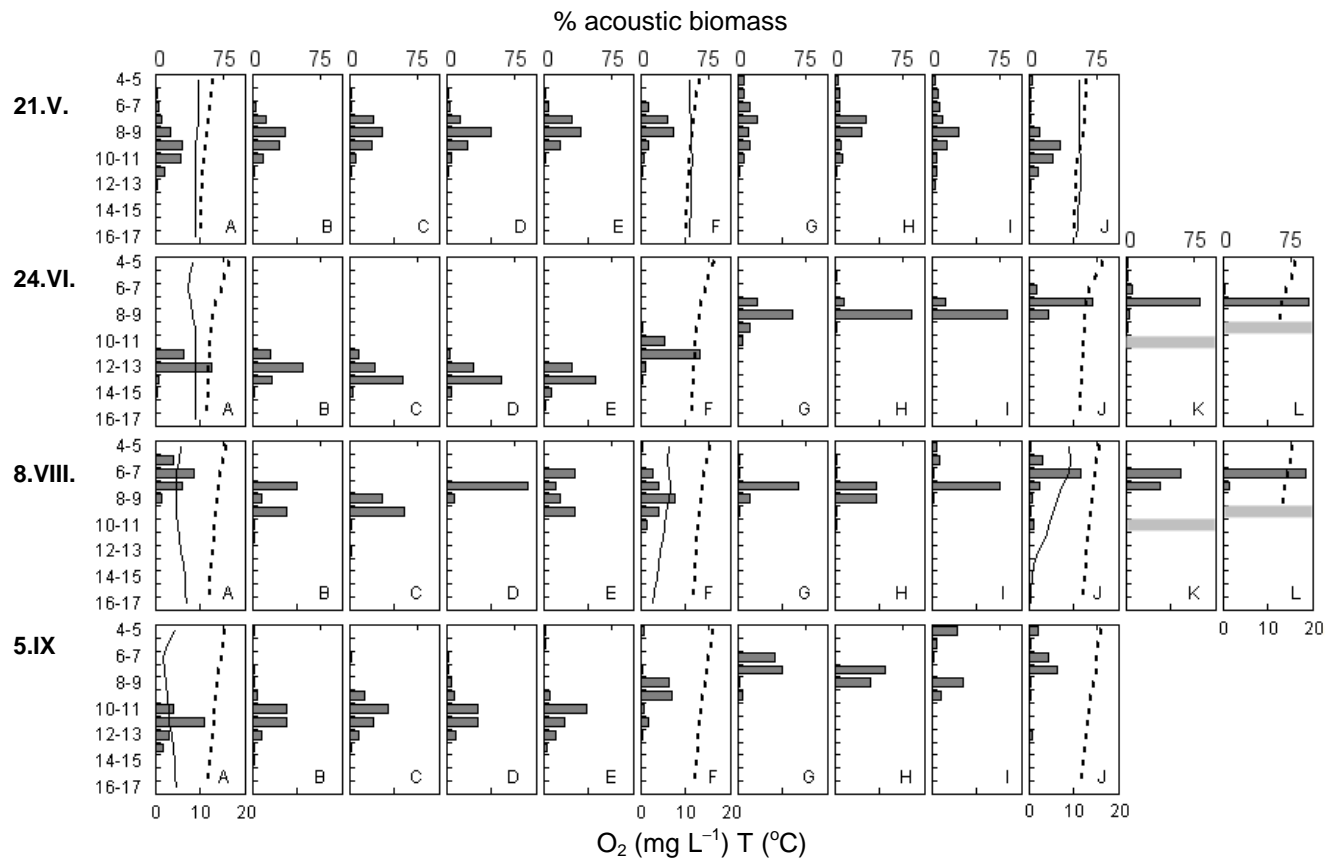 % acoustic biomass
0 75 0 75 0 75 0 75 0 75 0 75 0 75 0 75 0 75 0 75
21.V.
4-5
6-7
8-9
10-11
12-13
14-15
16-17
A B C D E F G H I J
0 75 0 75
24.VI.
4-5
6-7
8-9
10-11
12-13
14-15
16-17
A B C D E F G H I J K L
8.VIII.
4-5
6-7
8-9
10-11
12-13
14-15
16-17
A B C D E F G H I J K L
0 10 20
5.IX
4-5
6-7
8-9
10-11
12-13
14-15
16-17
A B C D E F G H I J
0 10 20 0 10 20 0 10 20
O₂ (mg L⁻¹) T (°C)